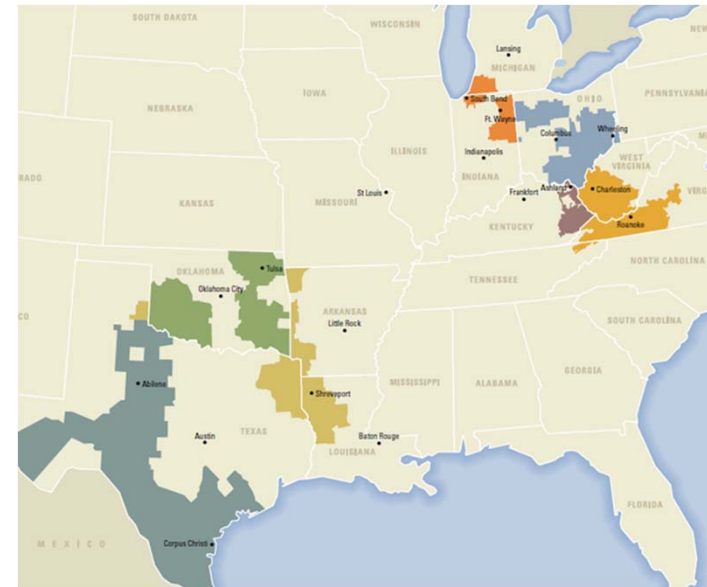 SOUTH DAKOTA
WISCONSIN
Lansing
MICHIGAN
NEW
IOWA
South Bend
Ft. Wayne
OHIO
PENNSYLVANIA
NEBRASKA
Columbus
Wheeling
ILLINOIS
Indianapolis
INDIANA
WEST
VIRGINIA
RADO
KANSAS
St Louis
MISSOURI
Frankfort
Ashland
Charleston
VIRG
KENTUCKY
Roanoke
OKLAHOMA
Tulsa
Oklahoma City
TENNESSEE
NORTH CAROLINA
CO
ARKANSAS
Little Rock
SOUTH CAROLINA
Abilene
Shreveport
MISSISSIPPI
ALABAMA
GEORGIA
Austin
TEXAS
Baton Rouge
LOUISIANA
FLORIDA
MEXICO
Corpus Christi